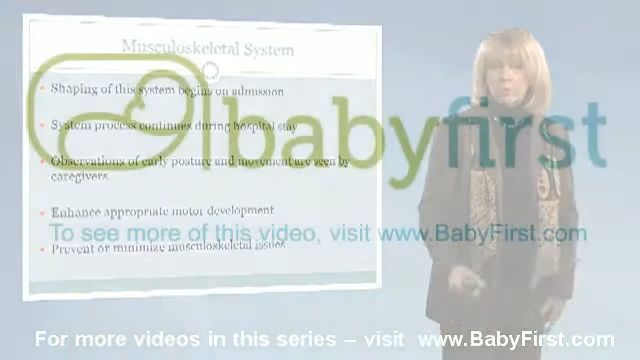 Musculoskeletal System
Shaping of this system begins on admission
System process continues during hospital stay
Observations of early posture and movement are seen by
caregivers
Enhance appropriate motor development
Prevent or minimize musculoskeletal issues
babyfirst
To see more of this video, visit www.BabyFirst.com
For more videos in this series – visit www.BabyFirst.com